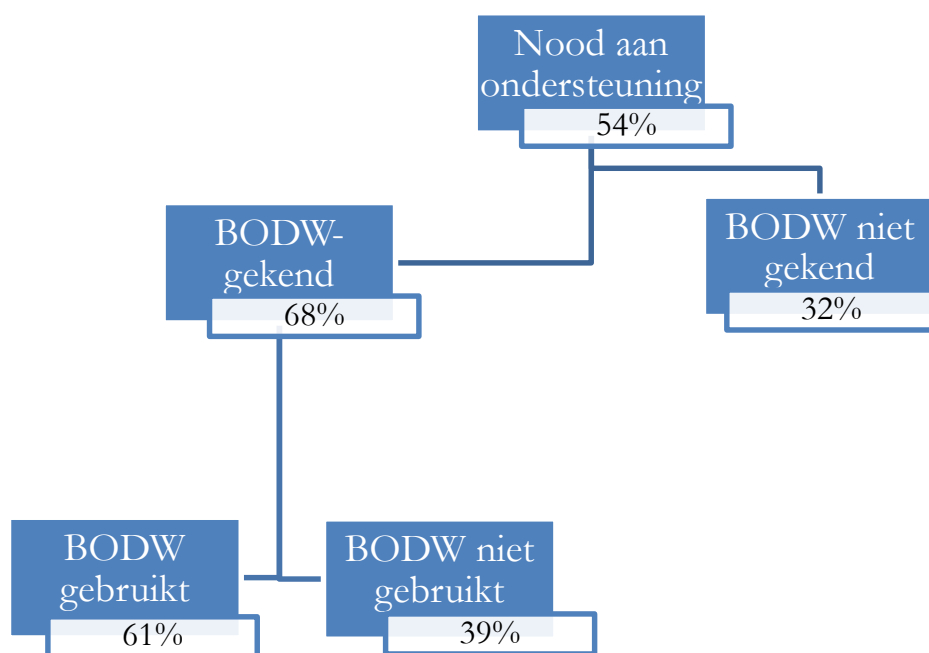 Nood aan
ondersteuning
54%
BODW-
gekend
68%
BODW niet
gekend
32%
BODW
gebruikt
61%
BODW niet
gebruikt
39%